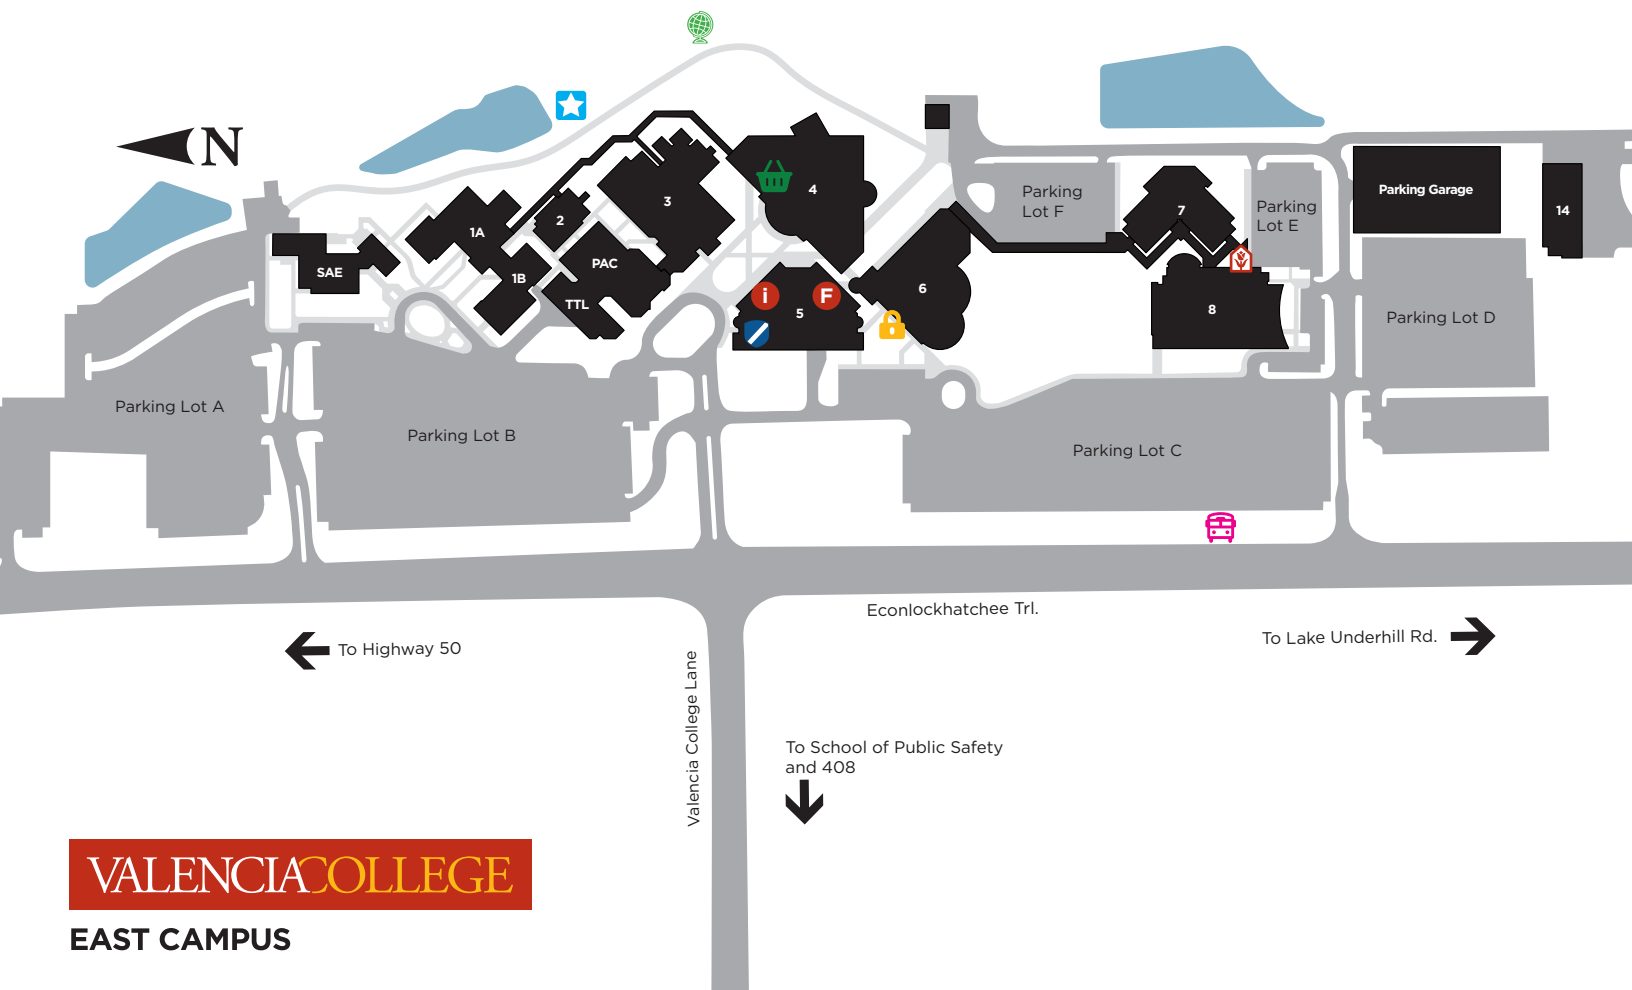 N
4
Parking
Lot F
Parking Garage
3
7
Parking
Lot E
14
2
1A
PAC
SAE
1B
6
i
F
TTL
5
8
Parking Lot D
Parking Lot A
Parking Lot B
Parking Lot C
Econlockhatchee Trl.
To Highway 50
To Lake Underhill Rd.
Valencia College Lane
To School of Public Safety
and 408
VALENCIACOLLEGE
EAST CAMPUS